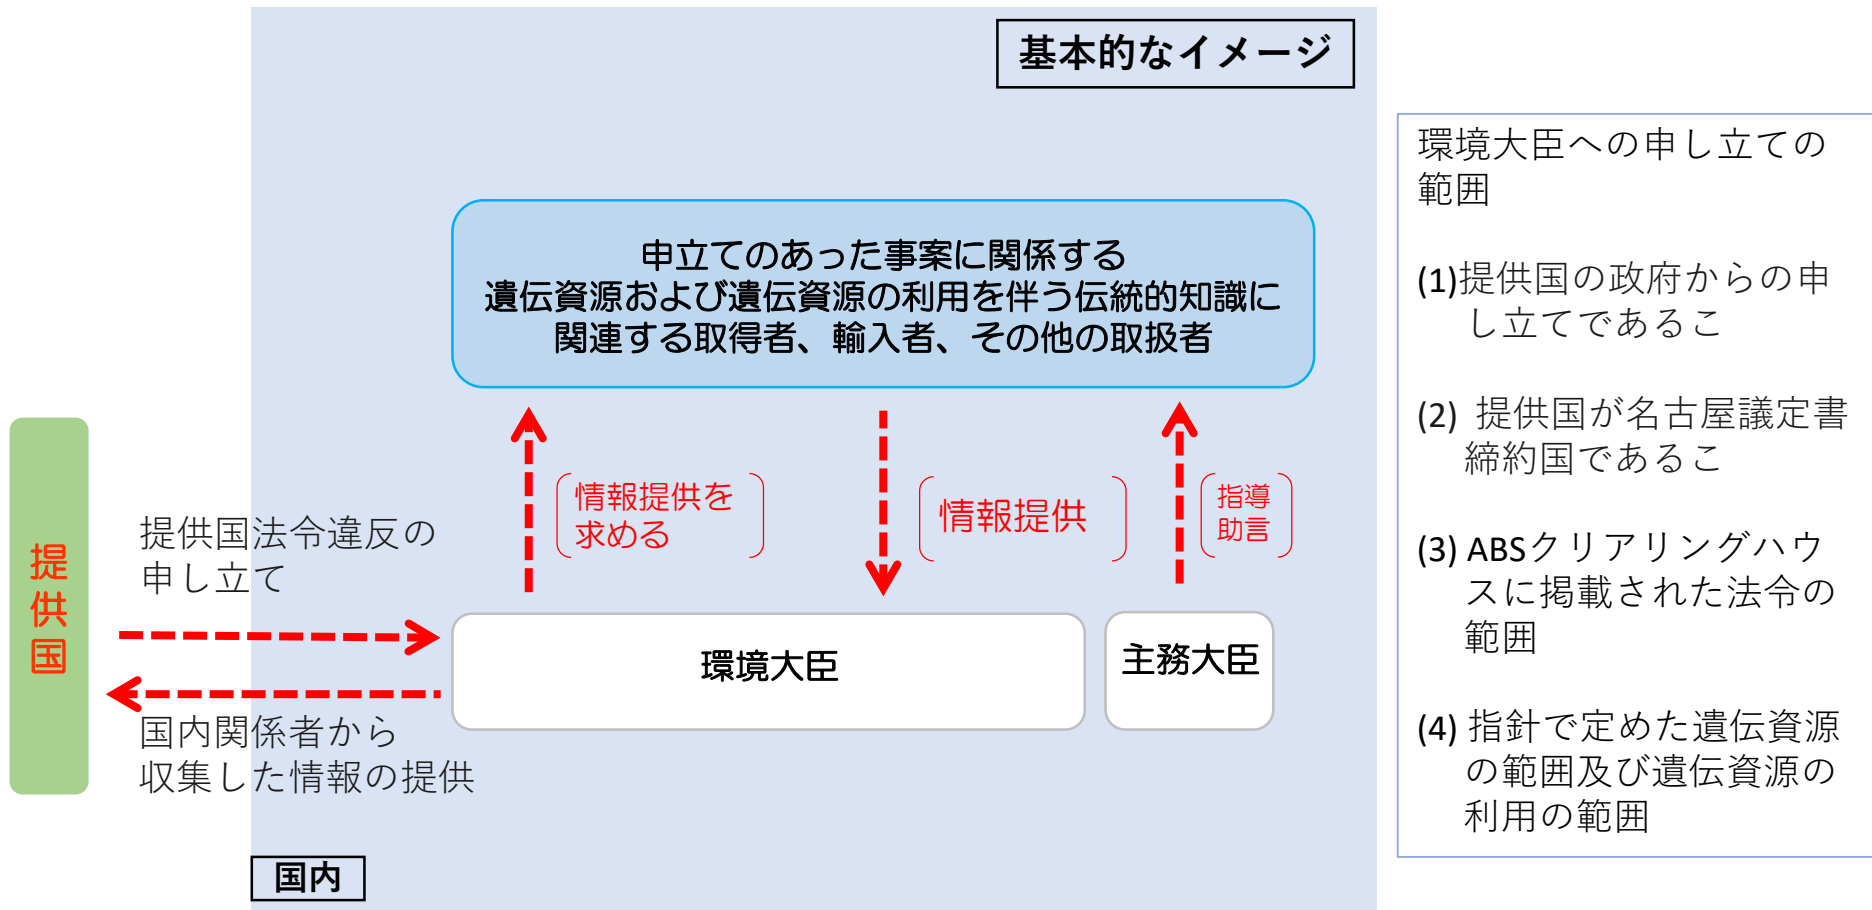 基本的なイメージ
申立てのあった事案に関係する
遺伝資源および遺伝資源の利用を伴う伝統的知識に
関連する取得者、輸入者、その他の取扱者
情報提供を
求める
情報提供
指導
助言
提供国
提供国法令違反の
申し立て
国内関係者から
収集した情報の提供
環境大臣
主務大臣
国内
環境大臣への申し立ての
範囲
(1)提供国の政府からの申
し立てであるこ
(2) 提供国が名古屋議定書
締約国であるこ
(3) ABSクリアリングハウ
スに掲載された法令の
範囲
(4) 指針で定めた遺伝資源
の範囲及び遺伝資源の
利用の範囲